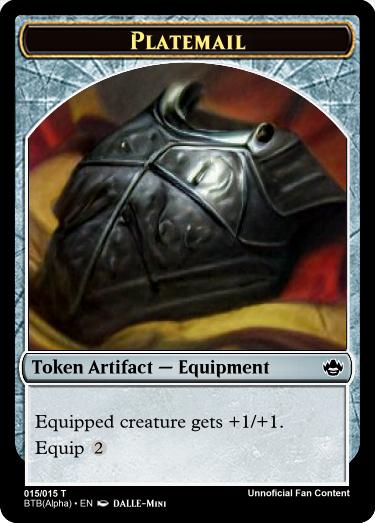 PLATEMAIL
Token Artifact — Equipment
Equipped creature gets +1/+1.
Equip 2
015/015 T
Unnoficial Fan Content
BTB(Alpha) • EN DALLE-MINI